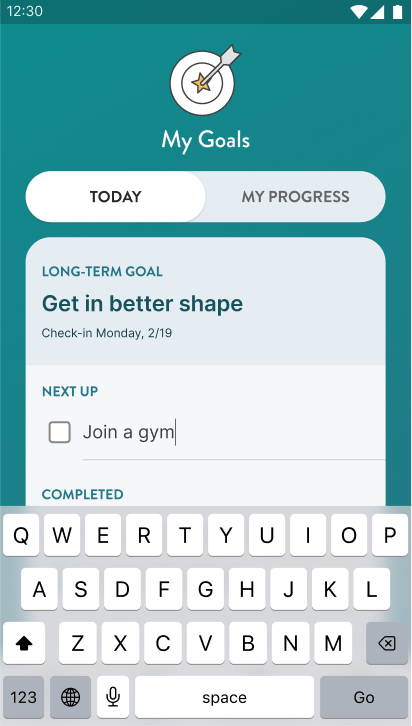 12:30
My Goals
TODAY MY PROGRESS
LONG-TERM GOAL
Get in better shape
Check-in Monday, 2/19
NEXT UP
Join a gym
COMPLETED
Q W E R T Y U I O P
A S D F G H J K L
Z X C V B N M
123 space Go